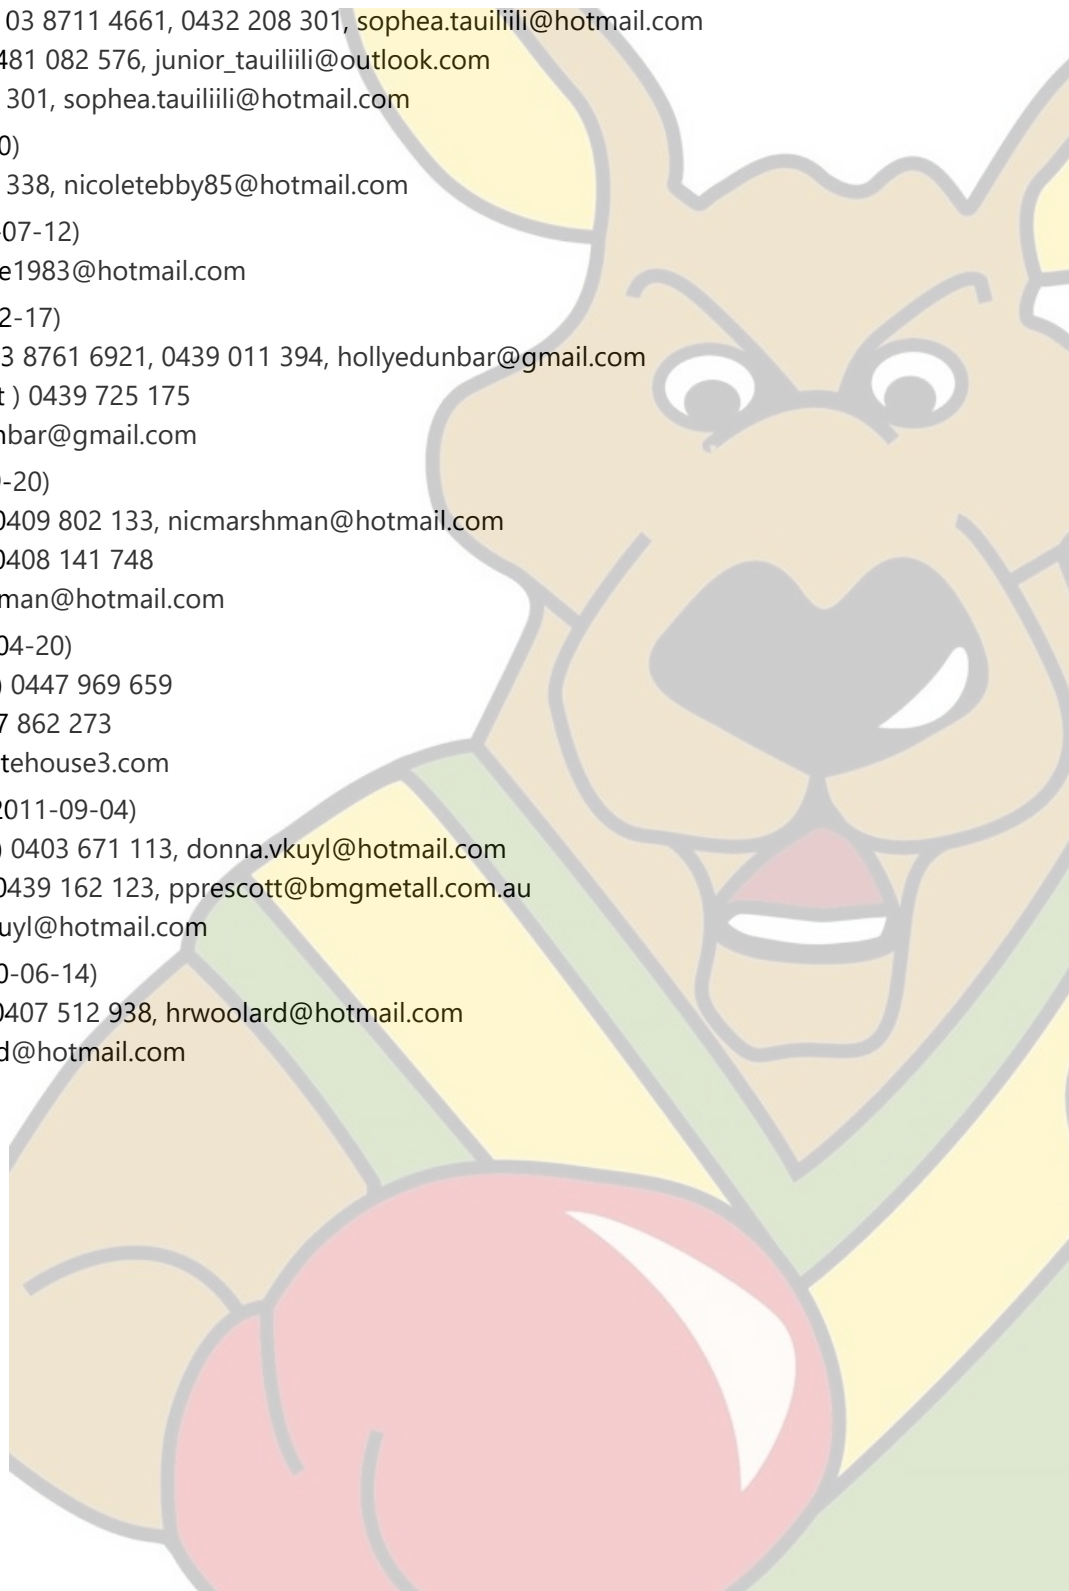 03 8711 4661, 0432 208 301, sophea.tauiliili@hotmail.com
481 082 576, junior_tauiliili@outlook.com
301, sophea.tauiliili@hotmail.com
0)
338, nicoletebby85@hotmail.com
-07-12)
e1983@hotmail.com
2-17)
3 8761 6921, 0439 011 394, hollyedunbar@gmail.com
t ) 0439 725 175
nbar@gmail.com
-20)
0409 802 133, nicmarshman@hotmail.com
0408 141 748
man@hotmail.com
04-20)
) 0447 969 659
7 862 273
tehouse3.com
2011-09-04)
) 0403 671 113, donna.vkuyl@hotmail.com
0439 162 123, pprescott@bmgmetall.com.au
uyl@hotmail.com
0-06-14)
0407 512 938, hrwoolard@hotmail.com
d@hotmail.com